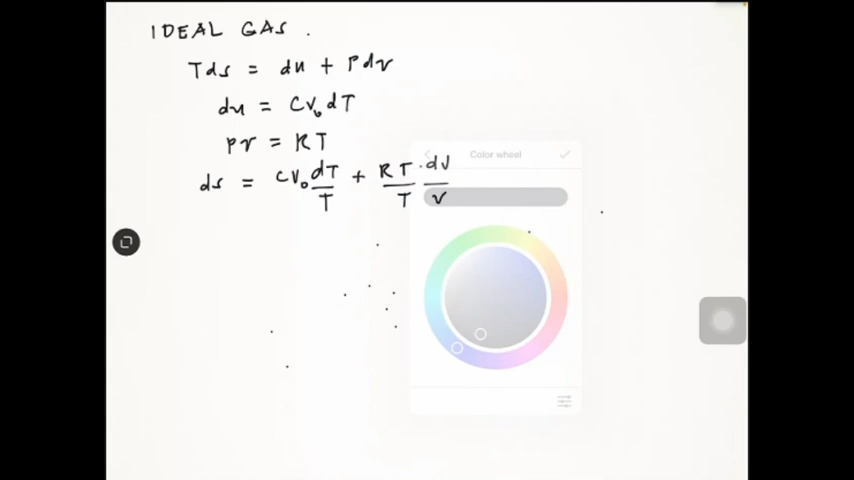 IDEAL GAS.
Tds = du + Pdv
du = Cv₀dT
pv = RT
ds = Cv₀ dT/T + RT/T · dV/v
Color wheel